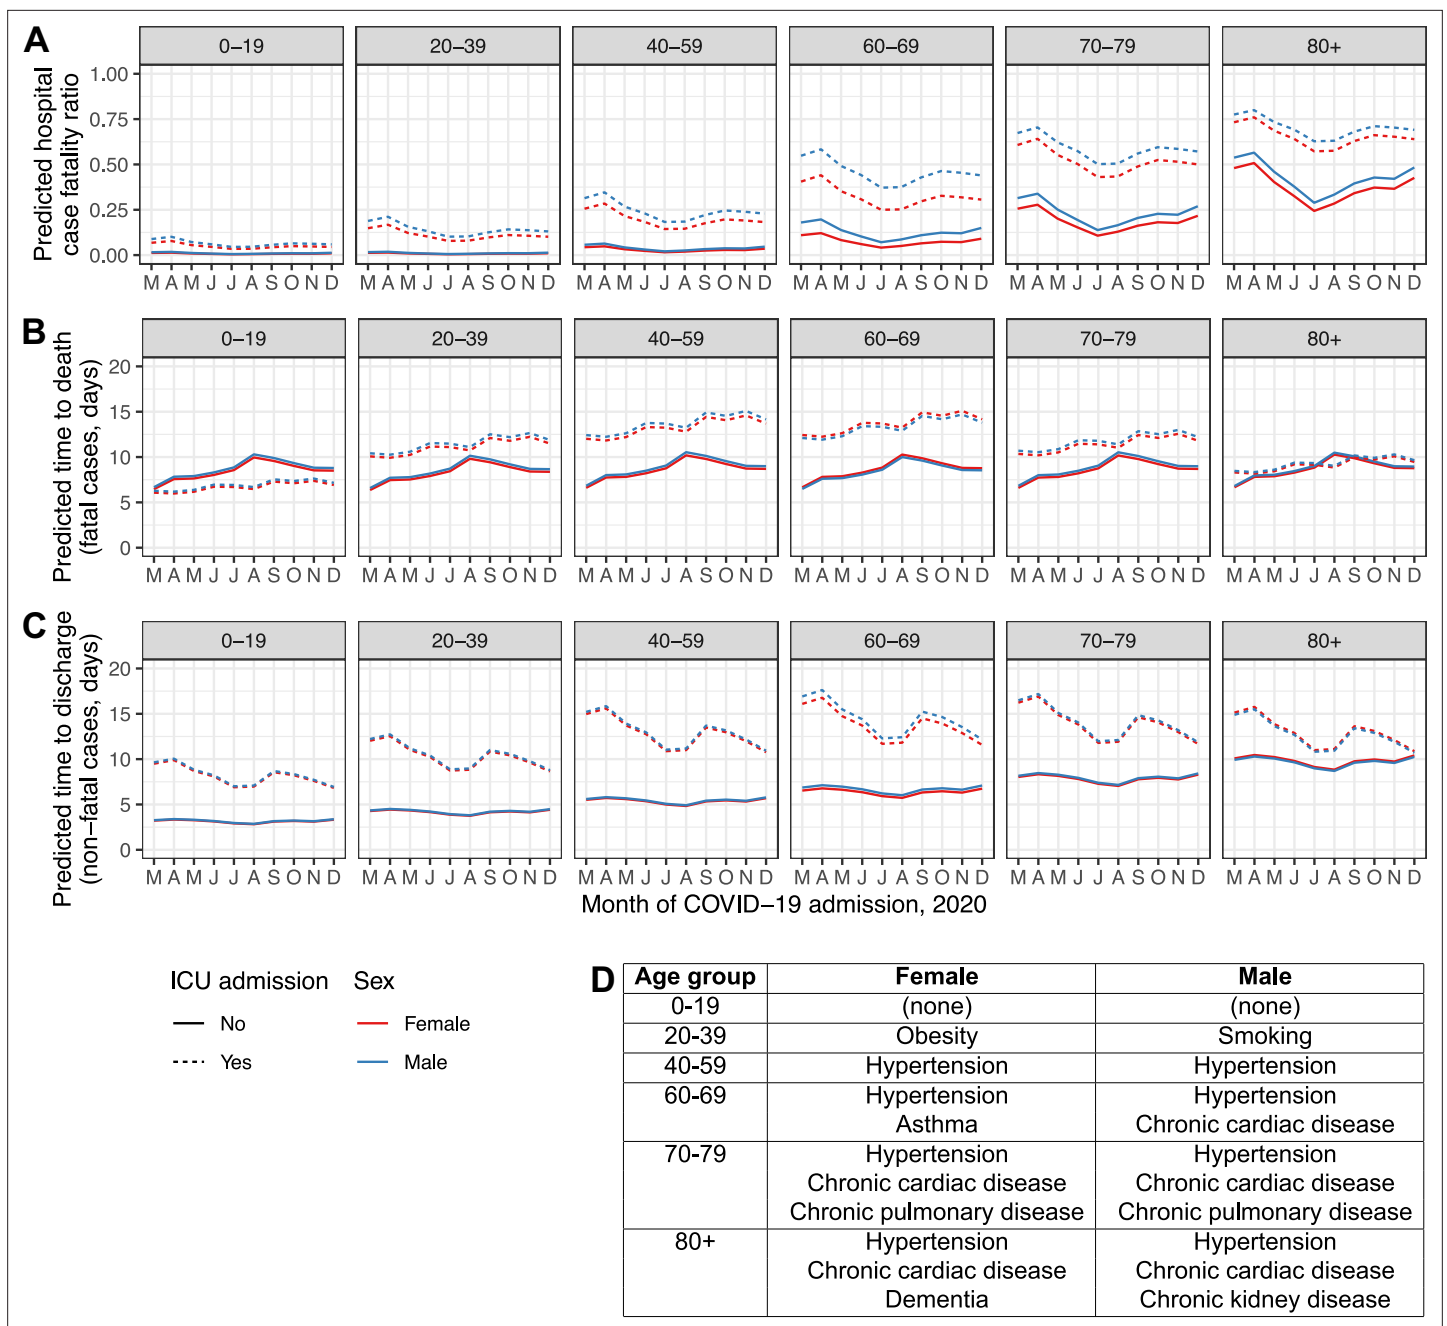 A
0–19 20–39 40–59 60–69 70–79 80+
Predicted hospital
case fatality ratio
1.00
0.75
0.50
0.25
0.00
M A M J J A S O N D M A M J J A S O N D M A M J J A S O N D M A M J J A S O N D M A M J J A S O N D M A M J J A S O N D
B
0–19 20–39 40–59 60–69 70–79 80+
Predicted time to death
(fatal cases, days)
20
15
10
5
0
M A M J J A S O N D M A M J J A S O N D M A M J J A S O N D M A M J J A S O N D M A M J J A S O N D M A M J J A S O N D
C
0–19 20–39 40–59 60–69 70–79 80+
Predicted time to discharge
(non–fatal cases, days)
20
15
10
5
0
M A M J J A S O N D M A M J J A S O N D M A M J J A S O N D M A M J J A S O N D M A M J J A S O N D M A M J J A S O N D
Month of COVID–19 admission, 2020
ICU admission Sex
No Female
Yes Male
D
Age group Female Male
0-19 (none) (none)
20-39 Obesity Smoking
40-59 Hypertension Hypertension
60-69 Hypertension Hypertension
Asthma Chronic cardiac disease
70-79 Hypertension Hypertension
Chronic cardiac disease Chronic cardiac disease
Chronic pulmonary disease Chronic pulmonary disease
80+ Hypertension Hypertension
Chronic cardiac disease Chronic cardiac disease
Dementia Chronic kidney disease